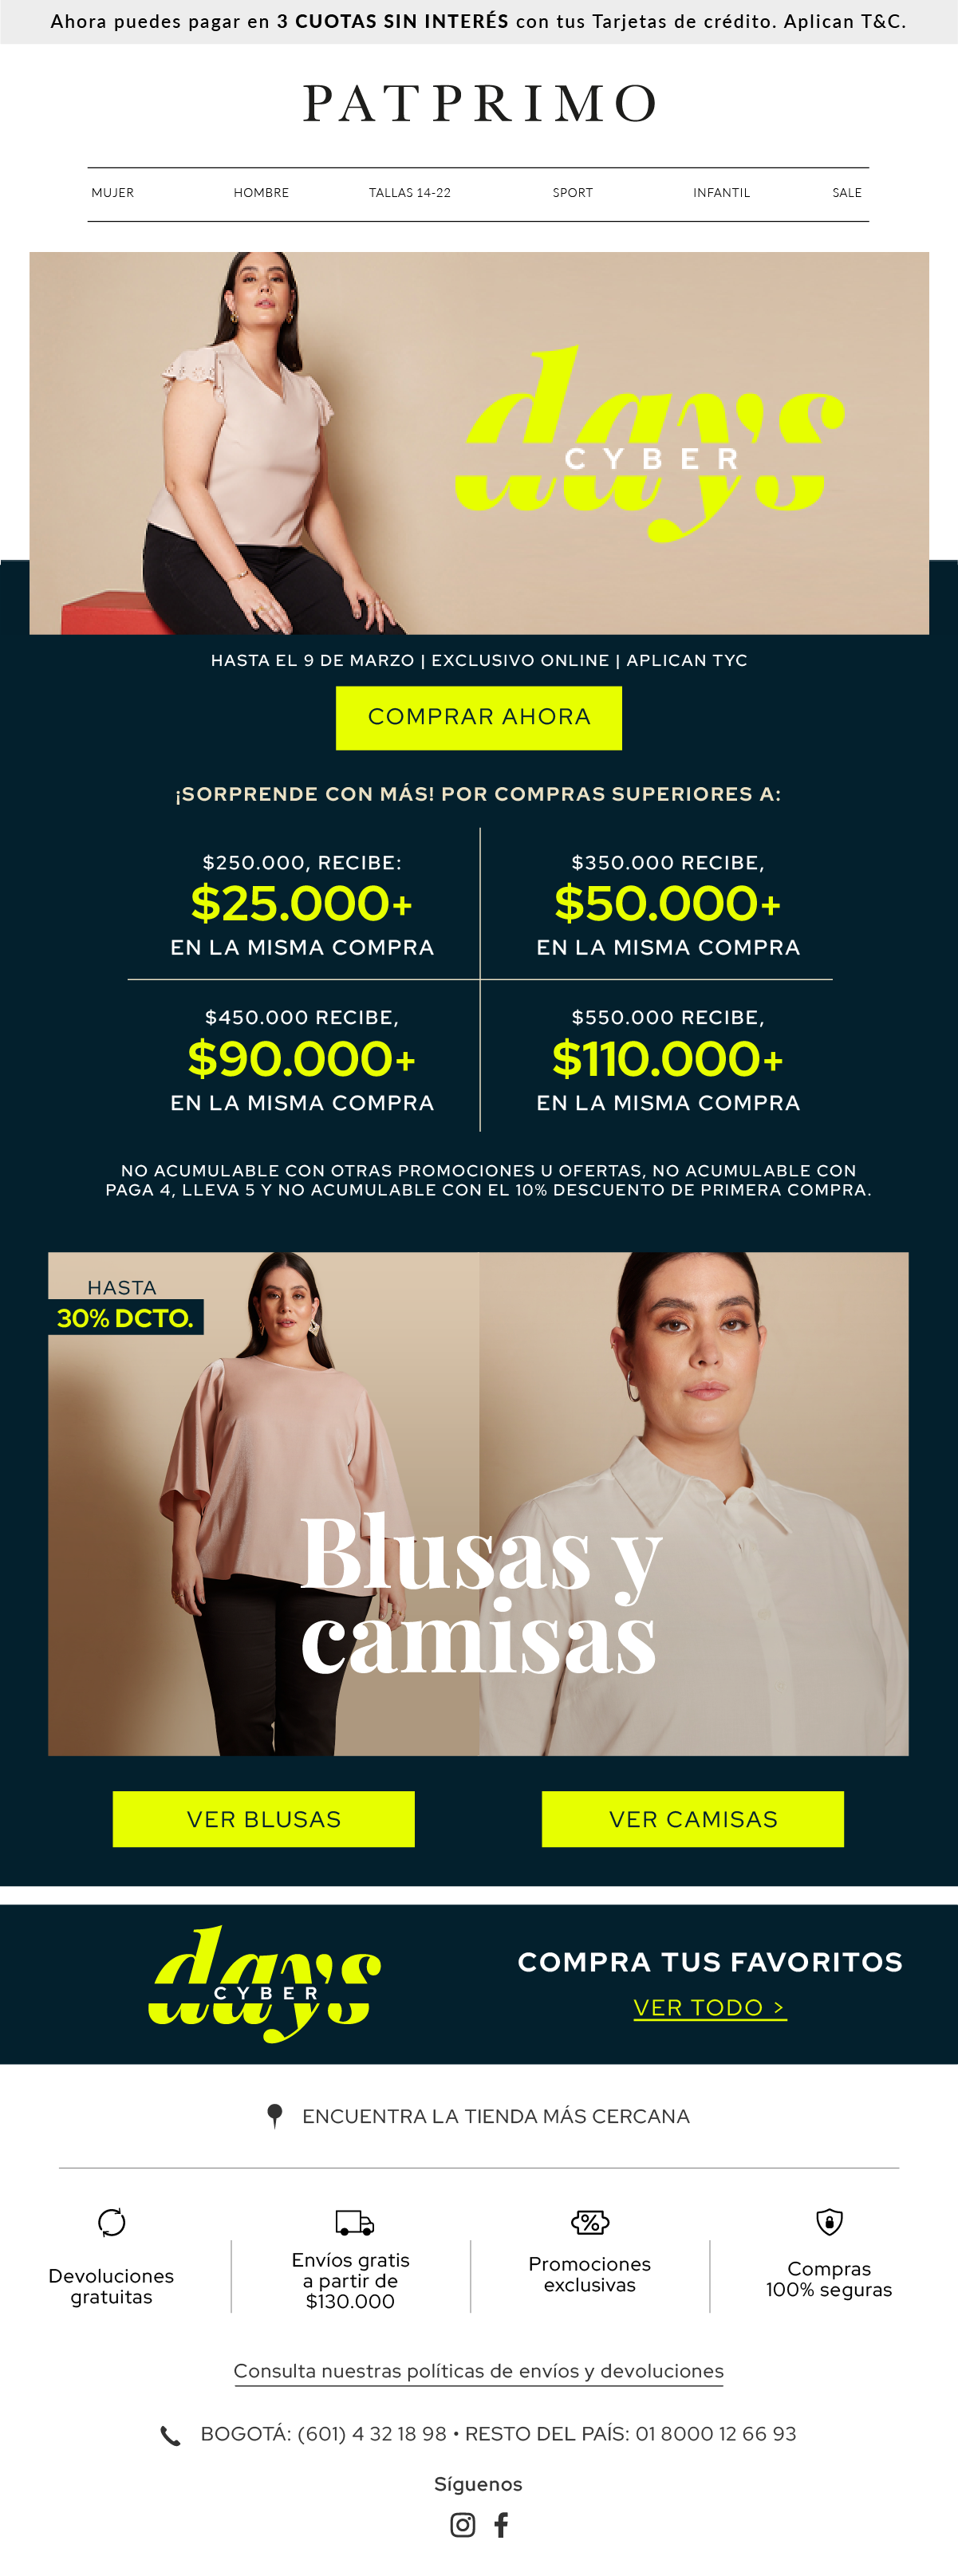 Ahora puedes pagar en 3 CUOTAS SIN INTERÉS con tus Tarjetas de crédito. Aplican T&C.
PATPRIMO
MUJER HOMBRE TALLAS 14-22 SPORT INFANTIL SALE
days
CYBER
HASTA EL 9 DE MARZO | EXCLUSIVO ONLINE | APLICAN TYC
COMPRAR AHORA
¡SORPRENDE CON MÁS! POR COMPRAS SUPERIORES A:
$250.000, RECIBE:
$25.000+
EN LA MISMA COMPRA
$350.000 RECIBE,
$50.000+
EN LA MISMA COMPRA
$450.000 RECIBE,
$90.000+
EN LA MISMA COMPRA
$550.000 RECIBE,
$110.000+
EN LA MISMA COMPRA
NO ACUMULABLE CON OTRAS PROMOCIONES U OFERTAS, NO ACUMULABLE CON
PAGA 4, LLEVA 5 Y NO ACUMULABLE CON EL 10% DESCUENTO DE PRIMERA COMPRA.
HASTA
30% DCTO.
Blusas y
camisas
VER BLUSAS
VER CAMISAS
days
CYBER
COMPRA TUS FAVORITOS
VER TODO >
ENCUENTRA LA TIENDA MÁS CERCANA
Devoluciones
gratuitas
Envíos gratis
a partir de
$130.000
Promociones
exclusivas
Compras
100% seguras
Consulta nuestras políticas de envíos y devoluciones
BOGOTÁ: (601) 4 32 18 98 • RESTO DEL PAÍS: 01 8000 12 66 93
Síguenos